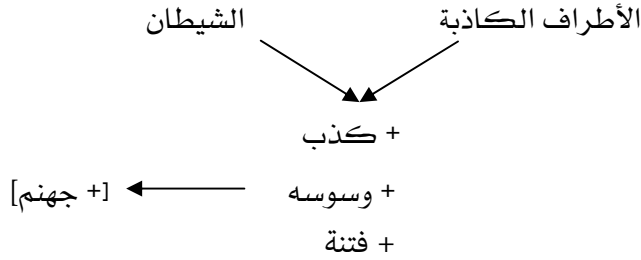 الأطراف الكاذبة
الشيطان
+ كذب
+ وسوسه
[+ جهنم]
+ فتنة